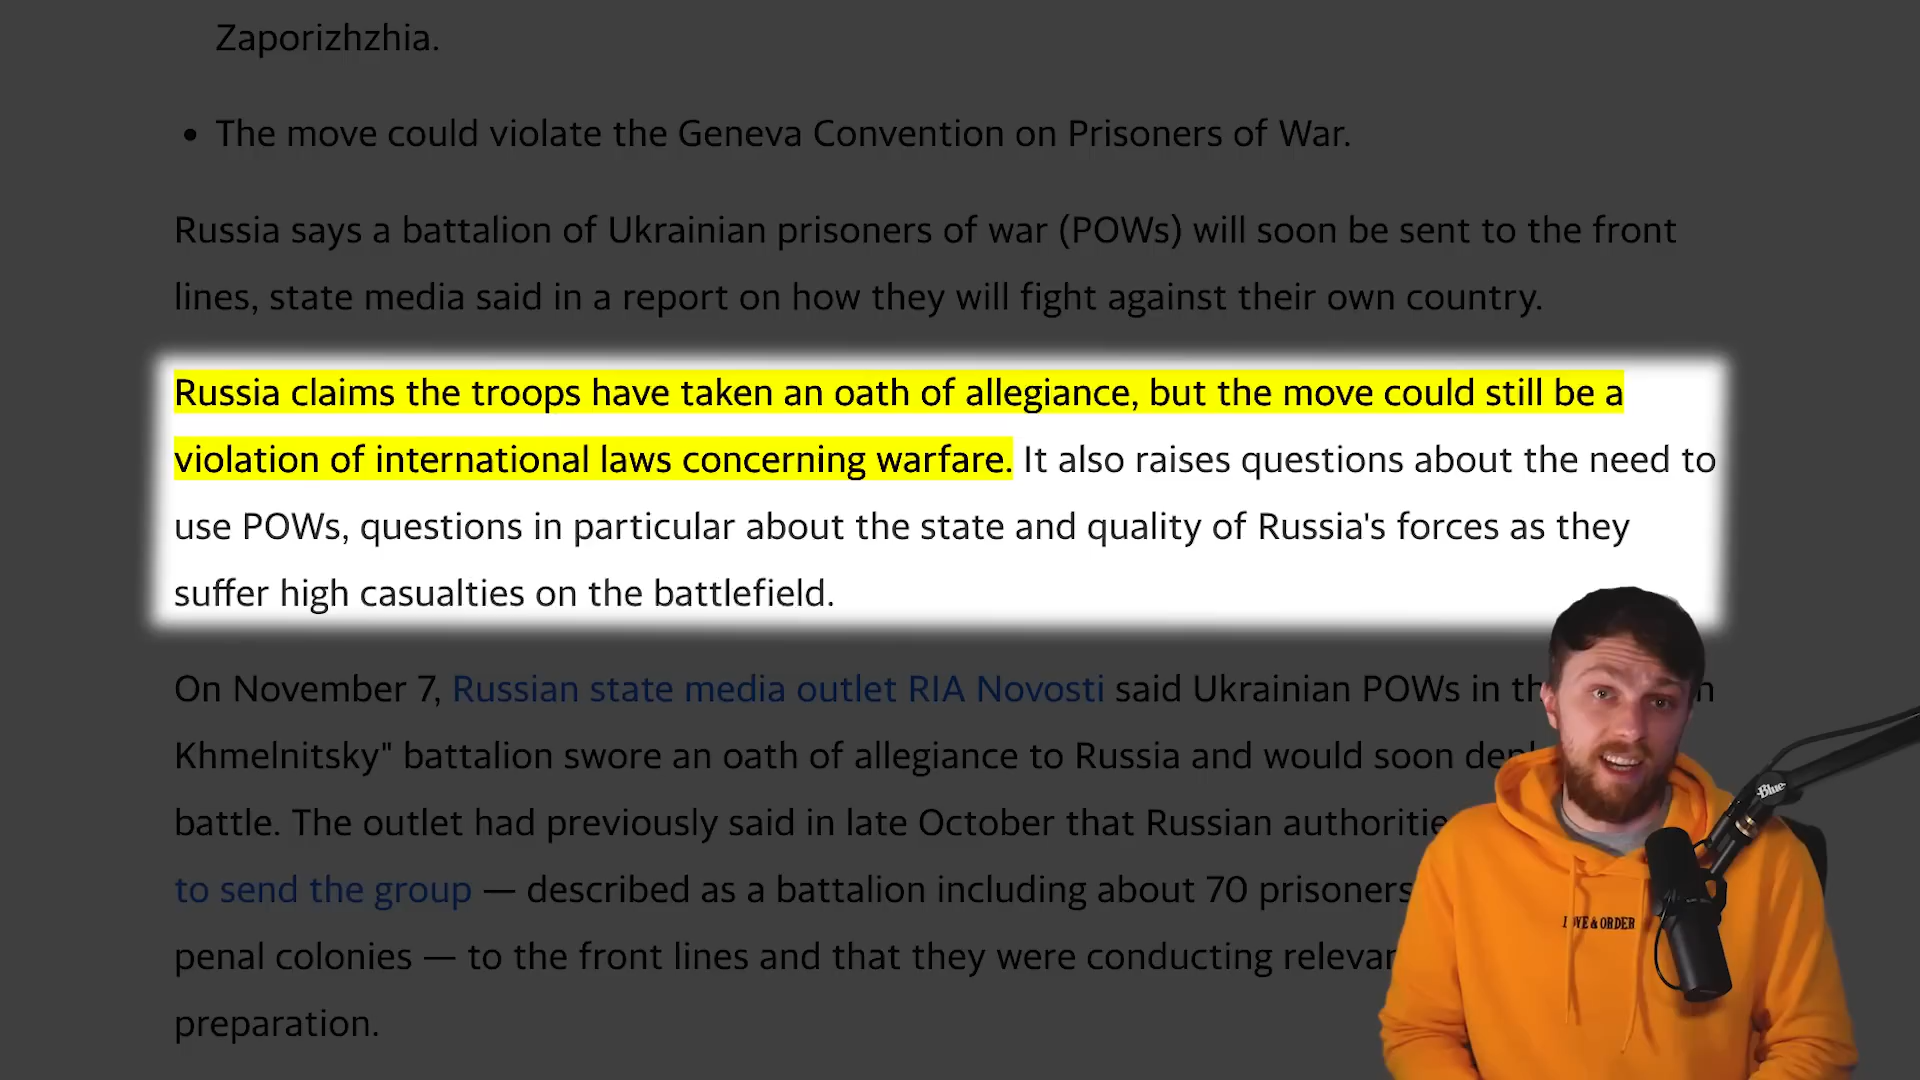 Zaporizhzhia.
• The move could violate the Geneva Convention on Prisoners of War.
Russia says a battalion of Ukrainian prisoners of war (POWs) will soon be sent to the front
lines, state media said in a report on how they will fight against their own country.
Russia claims the troops have taken an oath of allegiance, but the move could still be a
violation of international laws concerning warfare. It also raises questions about the need to
use POWs, questions in particular about the state and quality of Russia's forces as they
suffer high casualties on the battlefield.
On November 7, Russian state media outlet RIA Novosti said Ukrainian POWs in
Khmelnitsky" battalion swore an oath of allegiance to Russia and would soon
battle. The outlet had previously said in late October that Russian
to send the group — described as a battalion including about 70 prisoners
penal colonies — to the front lines and that they were conducting
preparation.
Blue
LOVE & ORDER